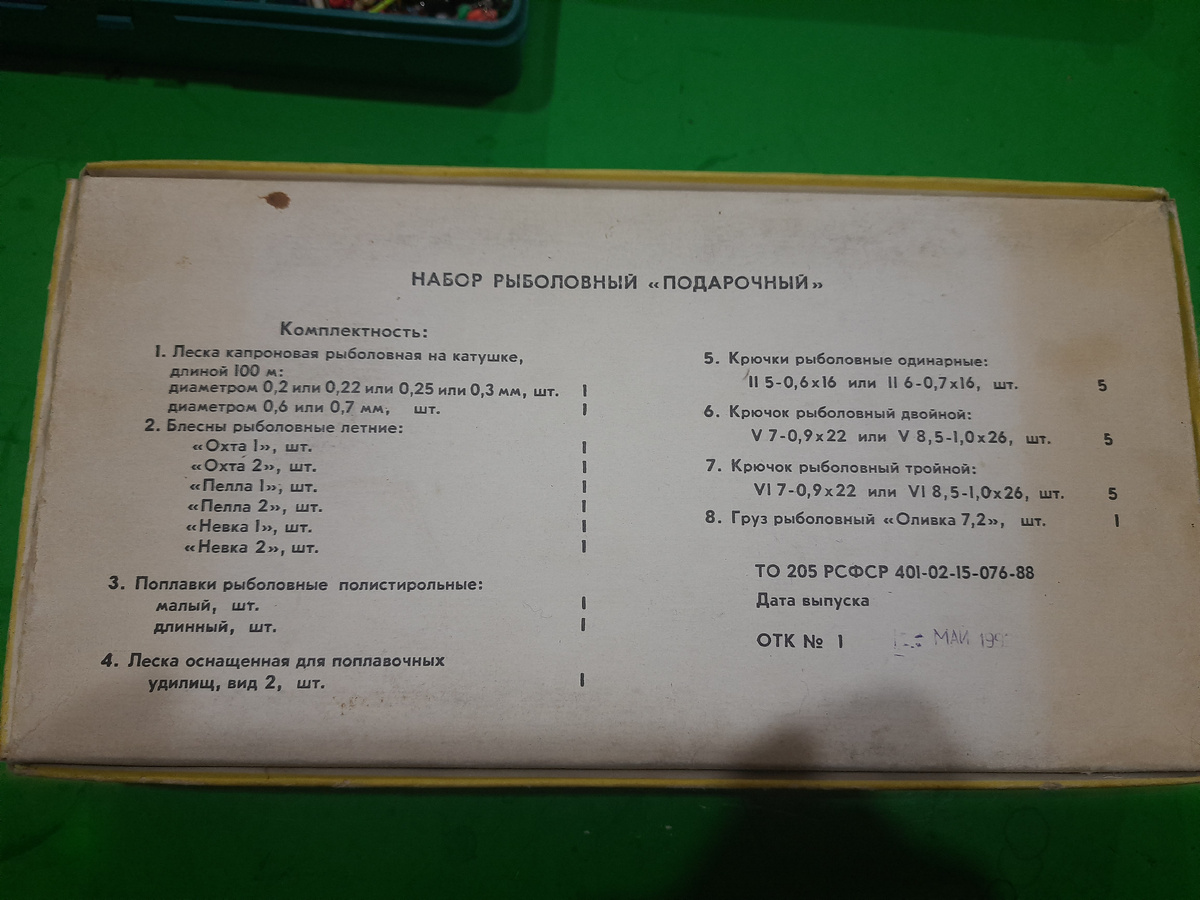 НАБОР РЫБОЛОВНЫЙ «ПОДАРОЧНЫЙ»
Комплектность:
1. Леска капроновая рыболовная на катушке,
длиной 100 м:
диаметром 0,2 или 0,22 или 0,25 или 0,3 мм, шт. 1
диаметром 0,6 или 0,7 мм, шт. 1
2. Блесны рыболовные летние:
«Охта 1», шт. 1
«Охта 2», шт. 1
«Пелла 1», шт. 1
«Пелла 2», шт. 1
«Невка 1», шт. 1
«Невка 2», шт. 1
3. Поплавки рыболовные полистирольные:
малый, шт. 1
длинный, шт. 1
4. Леска оснащенная для поплавочных
удилищ, вид 2, шт. 1
5. Крючки рыболовные одинарные:
II 5-0,6х16 или II 6-0,7х16, шт. 5
6. Крючок рыболовный двойной:
V 7-0,9х22 или V 8,5-1,0х26, шт. 5
7. Крючок рыболовный тройной:
VI 7-0,9х22 или VI 8,5-1,0х26, шт. 5
8. Груз рыболовный «Оливка 7,2», шт. 1
ТО 205 РСФСР 401-02-15-076-88
Дата выпуска
ОТК № 1 МАЙ